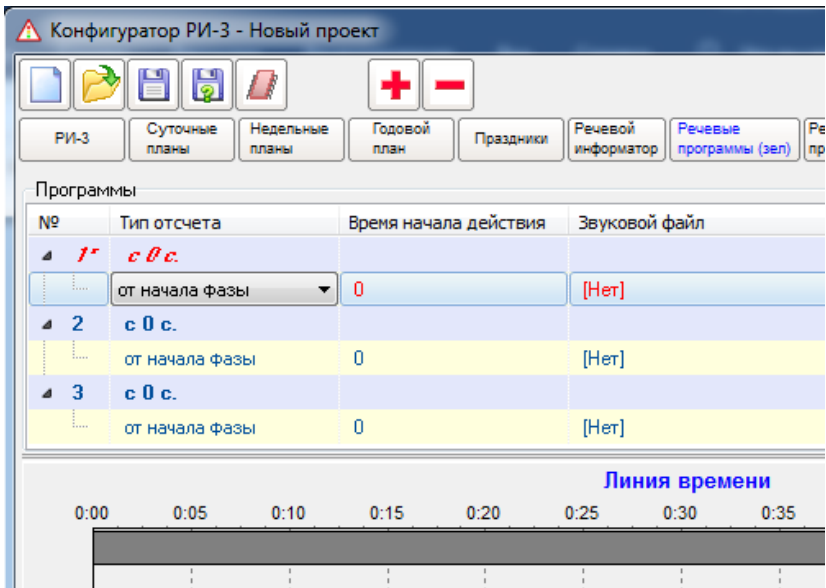 Конфигуратор РИ-3 - Новый проект
РИ-3
Суточные
планы
Недельные
планы
Годовой
план
Праздники
Речевой
информатор
Речевые
программы (зел)
Программы
№ Тип отсчета Время начала действия Звуковой файл
1* с 0 с.
от начала фазы 0 [Нет]
2 с 0 с.
от начала фазы 0 [Нет]
3 с 0 с.
от начала фазы 0 [Нет]
Линия времени
0:00 0:05 0:10 0:15 0:20 0:25 0:30 0:35